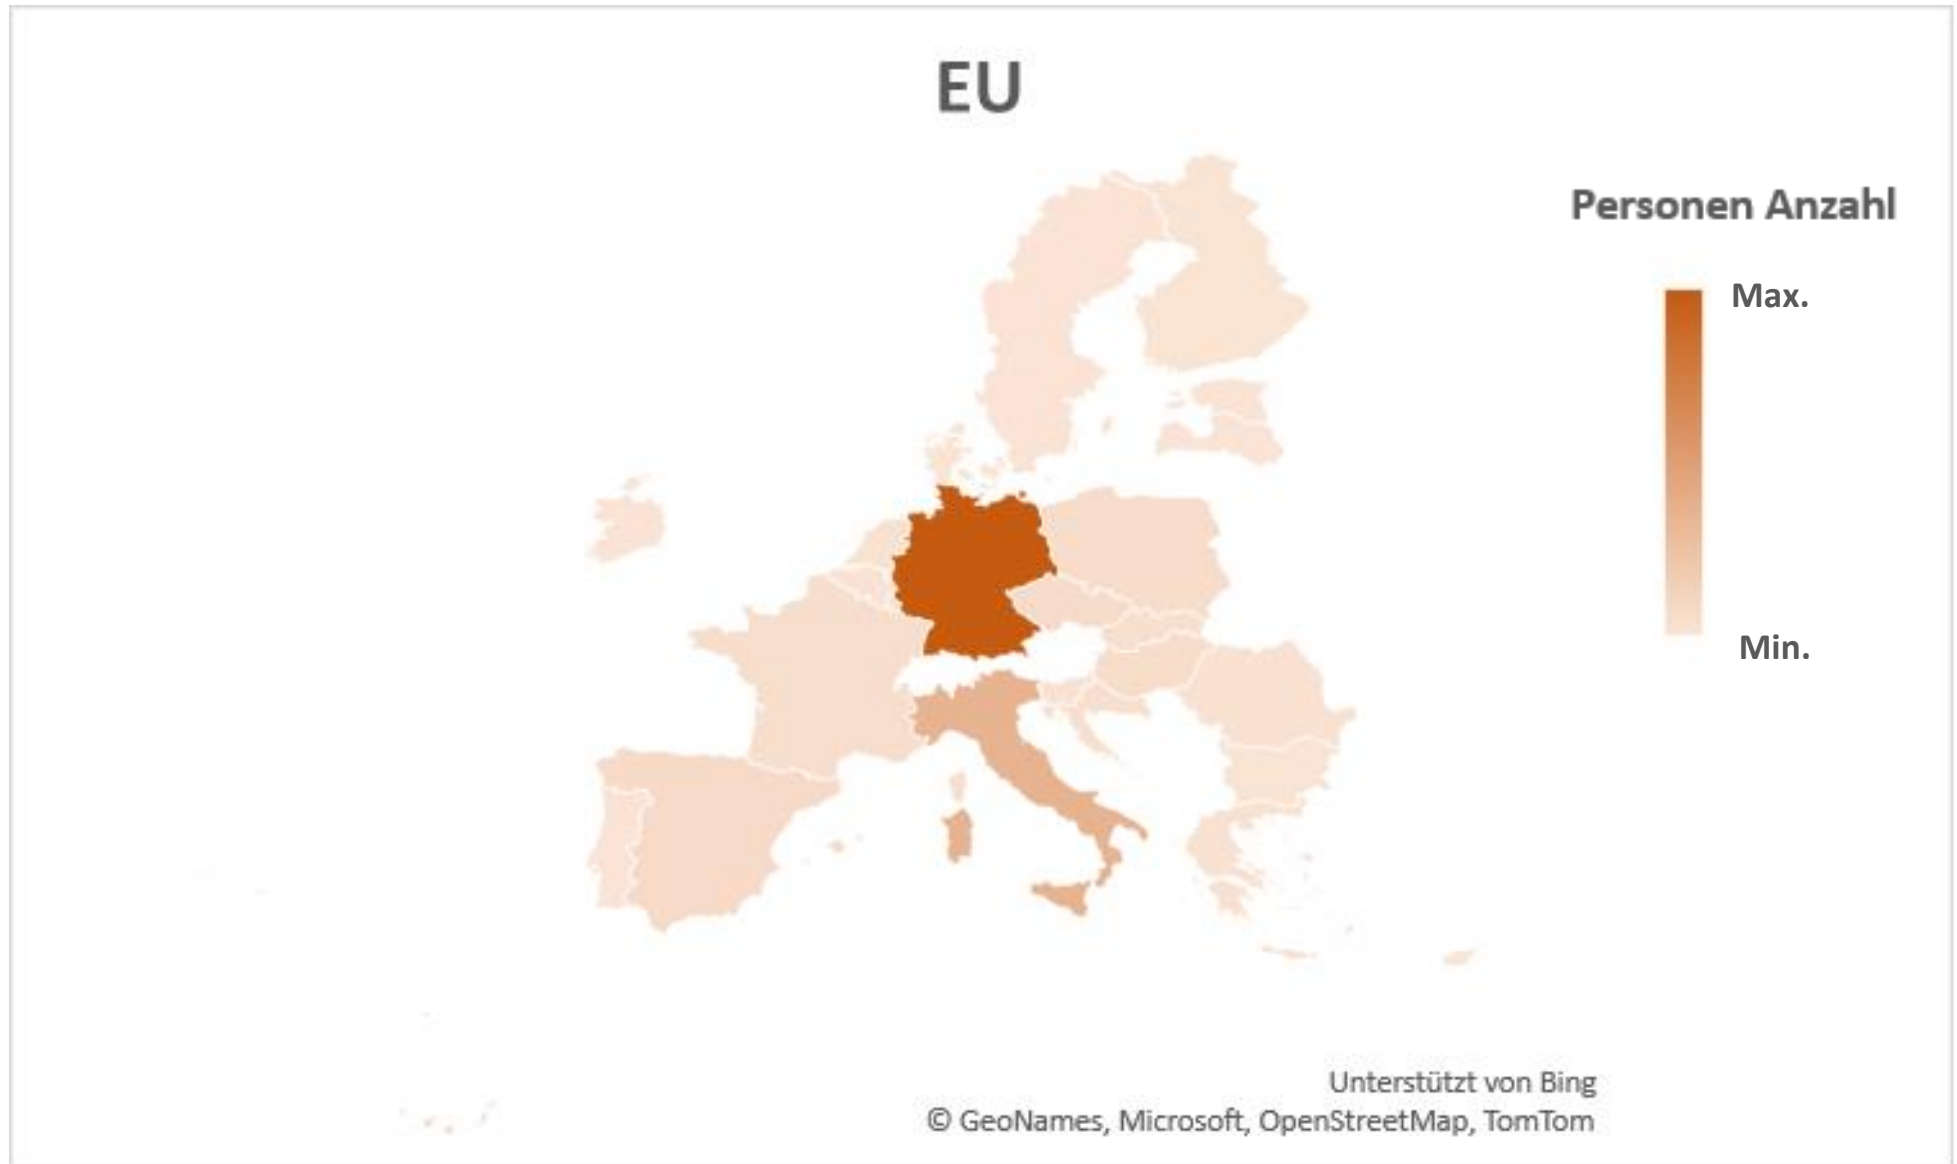 EU
Personen Anzahl
Max.
Min.
Unterstützt von Bing
© GeoNames, Microsoft, OpenStreetMap, TomTom